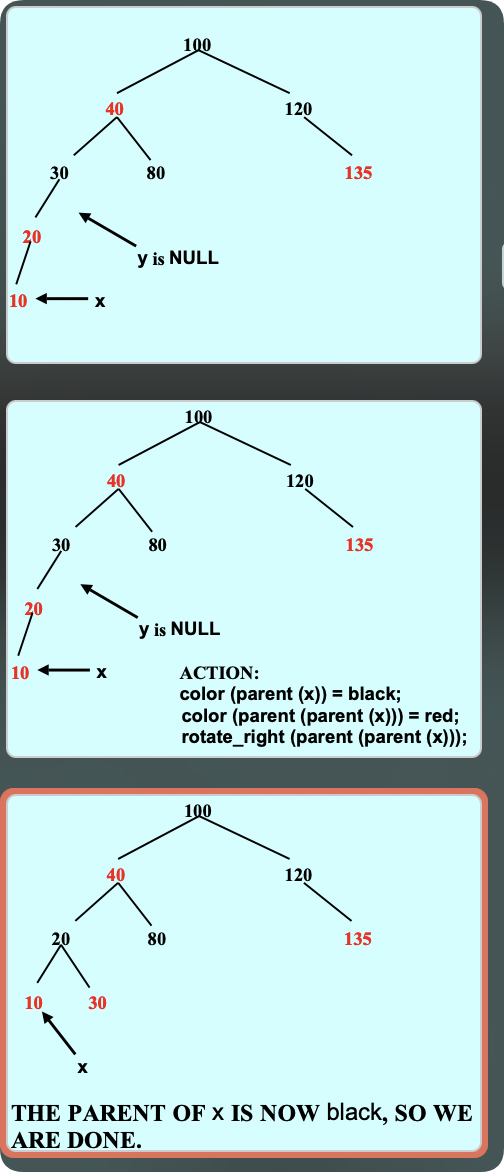 100
40
120
30
80
135
20
y is NULL
10
x
100
40
120
30
80
135
20
y is NULL
10
x
ACTION:
color (parent (x)) = black;
color (parent (parent (x))) = red;
rotate_right (parent (parent (x)));
100
40
120
20
80
135
10
30
x
THE PARENT OF x IS NOW black, SO WE
ARE DONE.